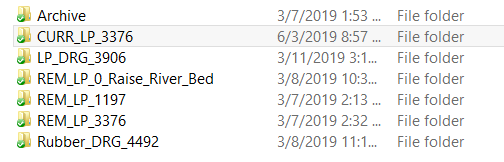 Archive 3/7/2019 1:53 ... File folder
CURR_LP_3376 6/3/2019 8:57 ... File folder
LP_DRG_3906 3/11/2019 3:1... File folder
REM_LP_0_Raise_River_Bed 3/8/2019 10:3... File folder
REM_LP_1197 3/7/2019 2:13 ... File folder
REM_LP_3376 3/7/2019 2:32 ... File folder
Rubber_DRG_4492 3/8/2019 11:1... File folder